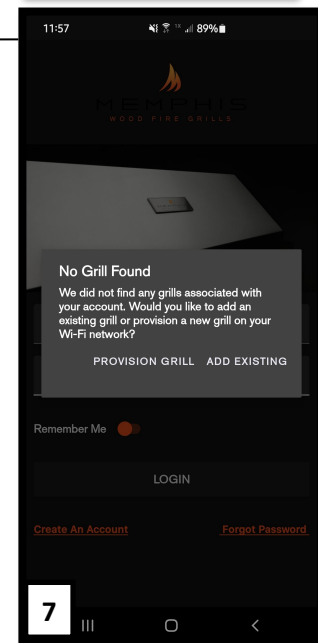 11:57
1X 89%
MEMPHIS
WOOD FIRE GRILLS
No Grill Found
We did not find any grills associated with
your account. Would you like to add an
existing grill or provision a new grill on your
Wi-Fi network?
PROVISION GRILL ADD EXISTING
Remember Me
LOGIN
Create An Account Forgot Password
7